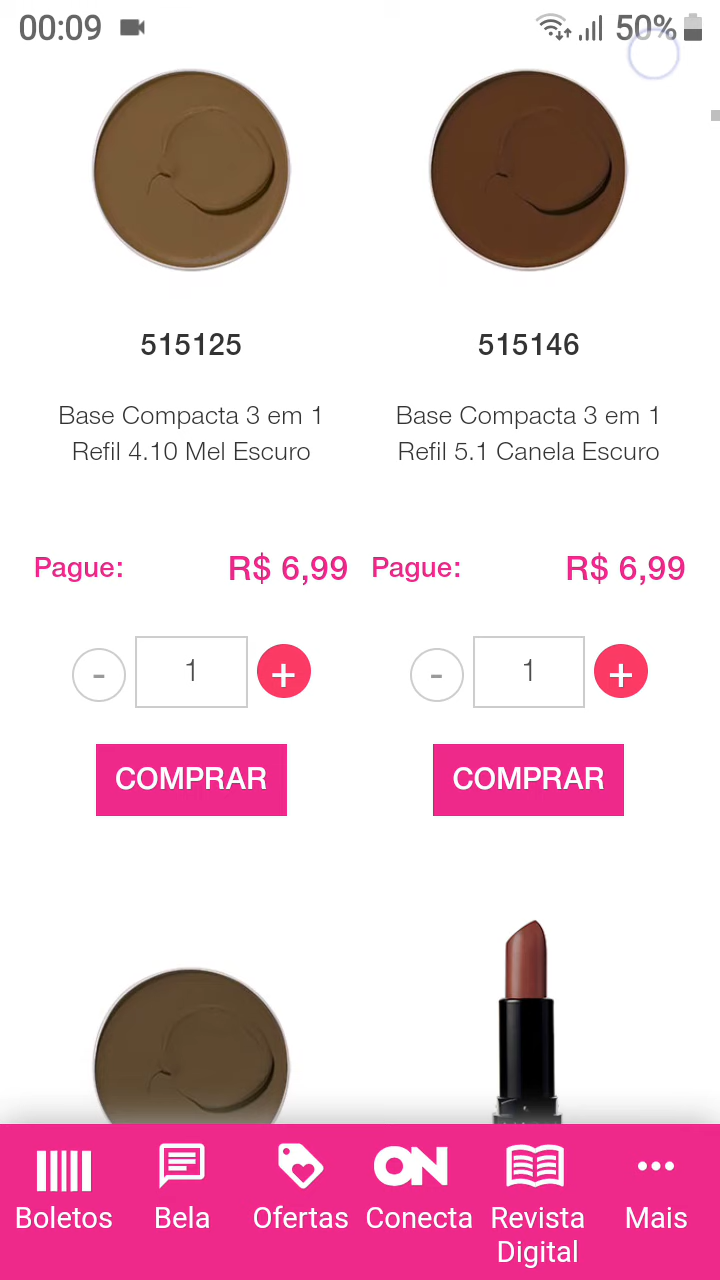 00:09
50%
515125
515146
Base Compacta 3 em 1
Refil 4.10 Mel Escuro
Base Compacta 3 em 1
Refil 5.1 Canela Escuro
Pague: R$ 6,99
Pague: R$ 6,99
- 1 +
- 1 +
COMPRAR
COMPRAR
Boletos
Bela
Ofertas
ON
Conecta
Revista
Digital
Mais